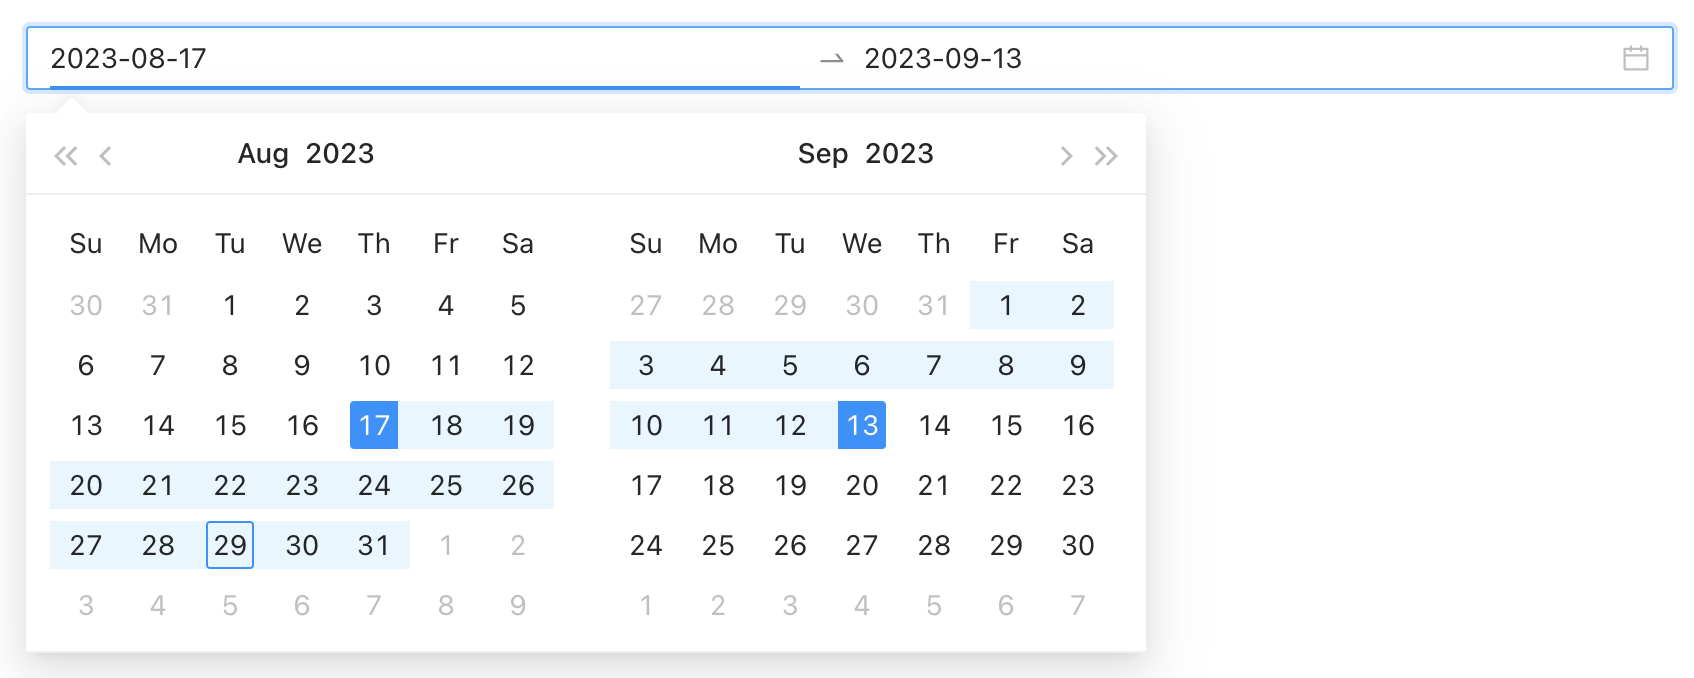 2023-08-17 → 2023-09-13
Aug 2023
Su Mo Tu We Th Fr Sa
30 31 1 2 3 4 5
6 7 8 9 10 11 12
13 14 15 16 17 18 19
20 21 22 23 24 25 26
27 28 29 30 31 1 2
3 4 5 6 7 8 9
Sep 2023
Su Mo Tu We Th Fr Sa
27 28 29 30 31 1 2
3 4 5 6 7 8 9
10 11 12 13 14 15 16
17 18 19 20 21 22 23
24 25 26 27 28 29 30
1 2 3 4 5 6 7